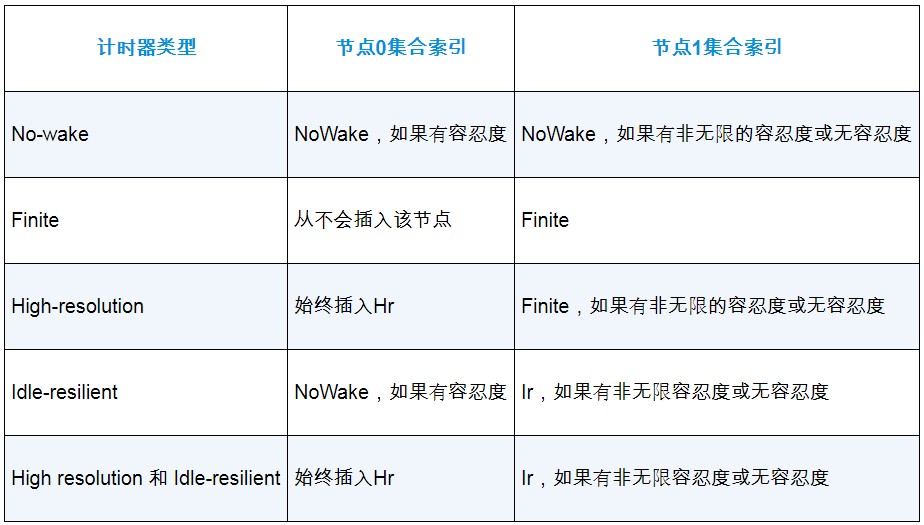 计时器类型 节点0集合索引 节点1集合索引
No-wake NoWake，如果有容忍度 NoWake，如果有非无限的容忍度或无容忍度
Finite 从不会插入该节点 Finite
High-resolution 始终插入Hr Finite，如果有非无限的容忍度或无容忍度
Idle-resilient NoWake，如果有容忍度 Ir，如果有非无限容忍度或无容忍度
High resolution 和 Idle-resilient 始终插入Hr Ir，如果有非无限容忍度或无容忍度